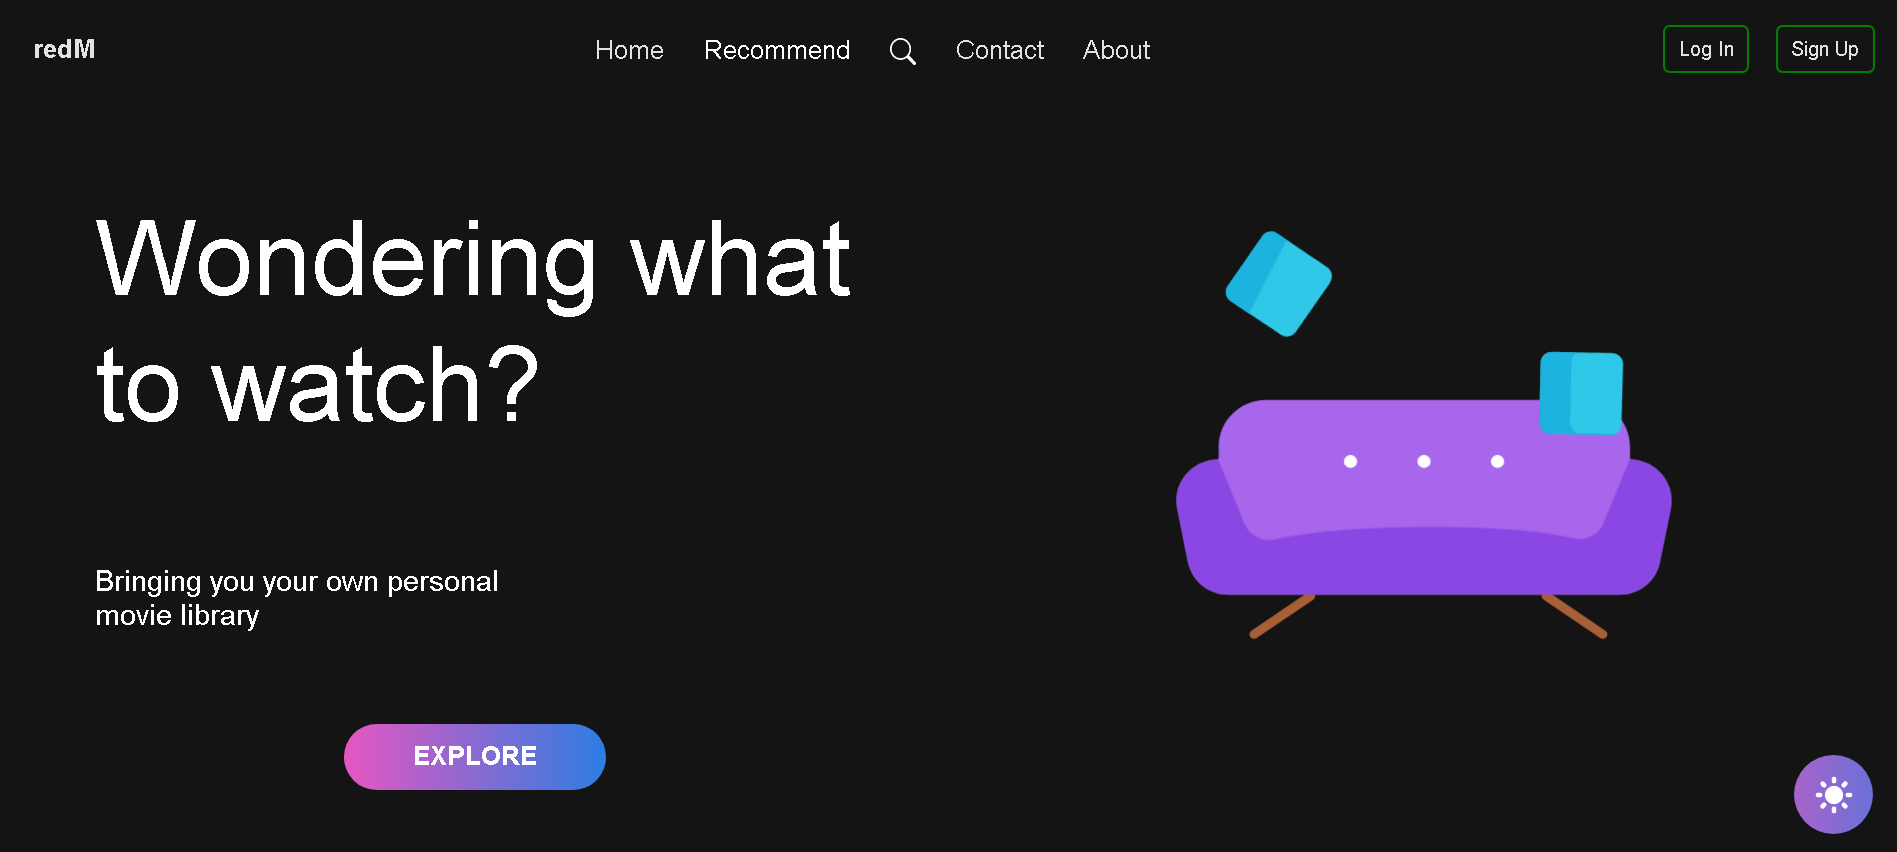 redM
Home Recommend Contact About
Log In Sign Up
Wondering what
to watch?
Bringing you your own personal
movie library
EXPLORE